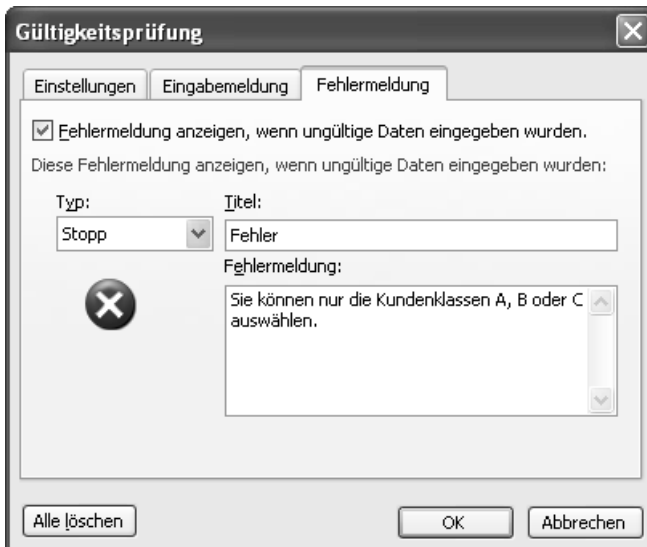 Gültigkeitsprüfung
Einstellungen Eingabemeldung Fehlermeldung
Fehlermeldung anzeigen, wenn ungültige Daten eingegeben wurden.
Diese Fehlermeldung anzeigen, wenn ungültige Daten eingegeben wurden:
Typ: Titel:
Stopp Fehler
Fehlermeldung:
Sie können nur die Kundenklassen A, B oder C
auswählen.
Alle löschen OK Abbrechen